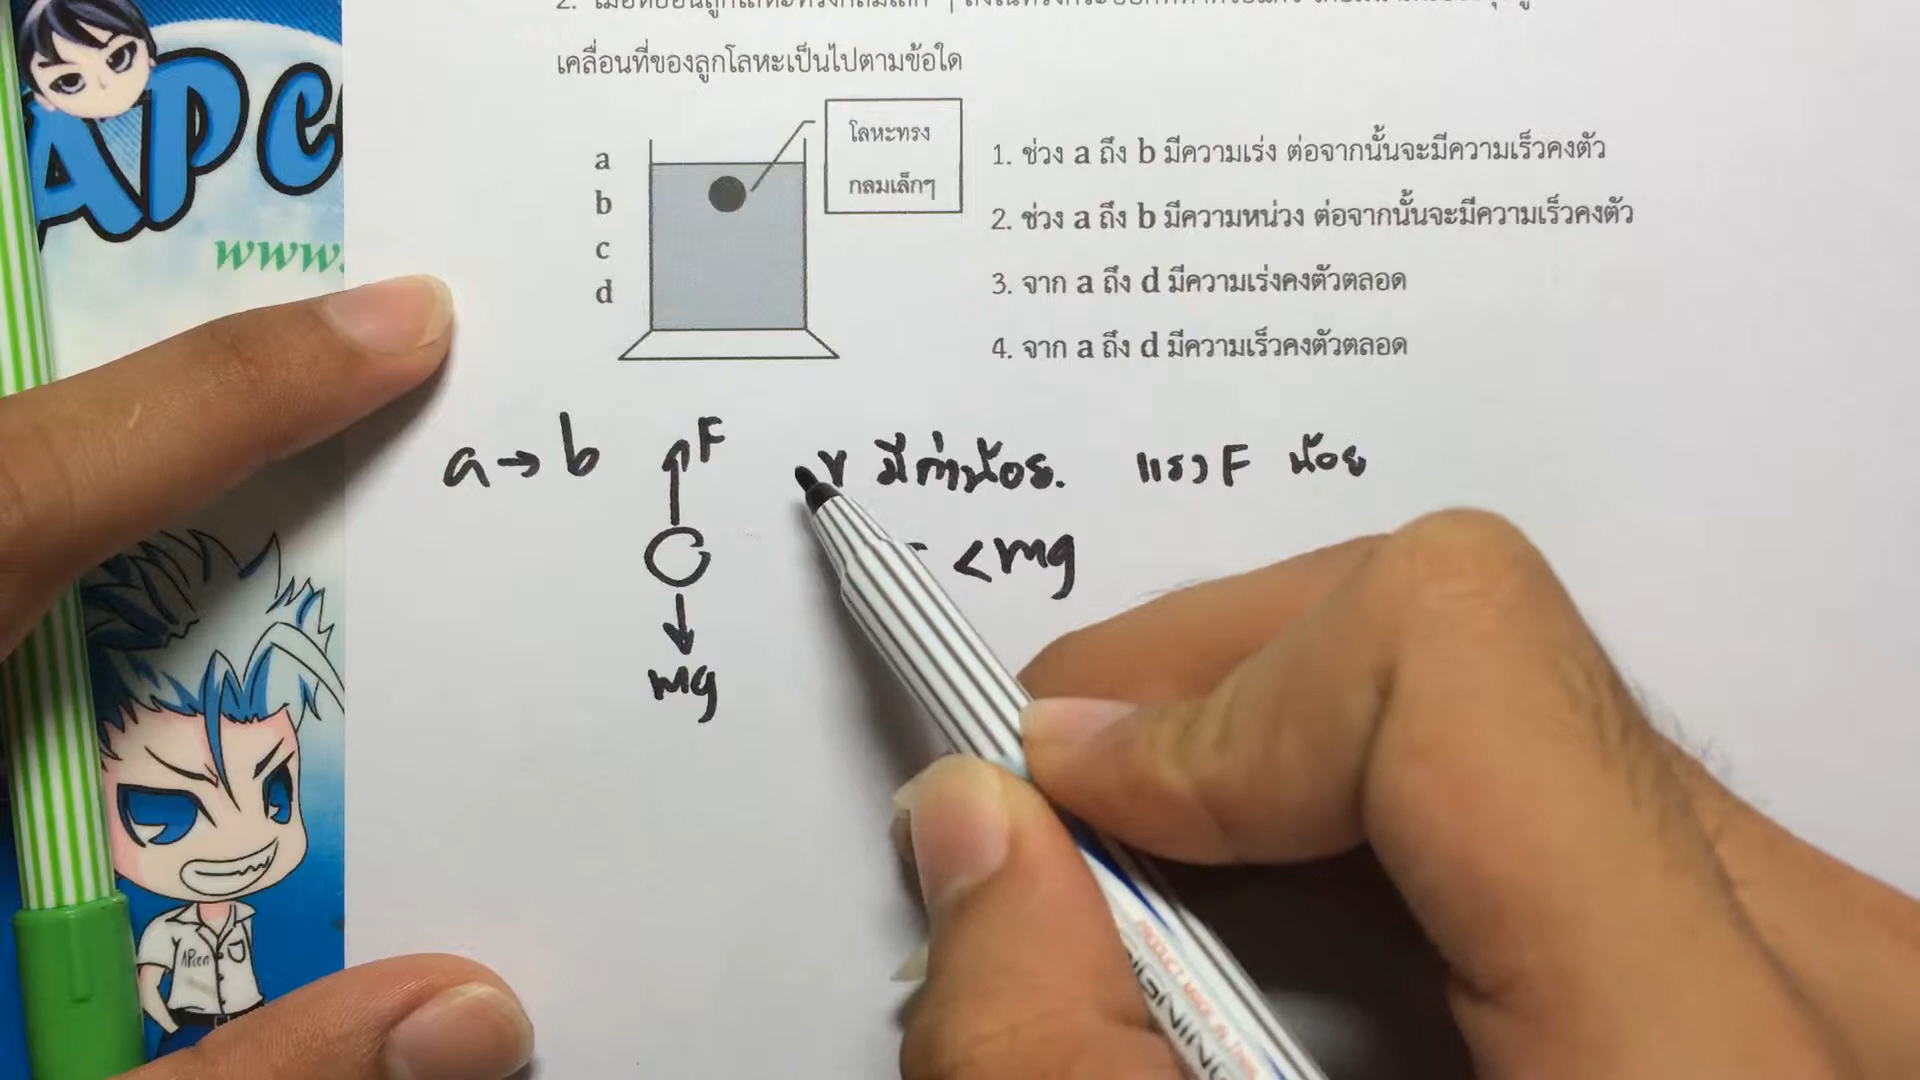 เคลื่อนที่ของลูกโลหะเป็นไปตามข้อใด
โลหะทรง
กลมเล็กๆ
a
b
c
d
1. ช่วง a ถึง b มีความเร่ง ต่อจากนั้นจะมีความเร็วคงตัว
2. ช่วง a ถึง b มีความหน่วง ต่อจากนั้นจะมีความเร็วคงตัว
3. จาก a ถึง d มีความเร่งคงตัวตลอด
4. จาก a ถึง d มีความเร็วคงตัวตลอด
a → b F v มีค่าน้อย. แรง F น้อย
< mg
mg
APC
www.
APcen